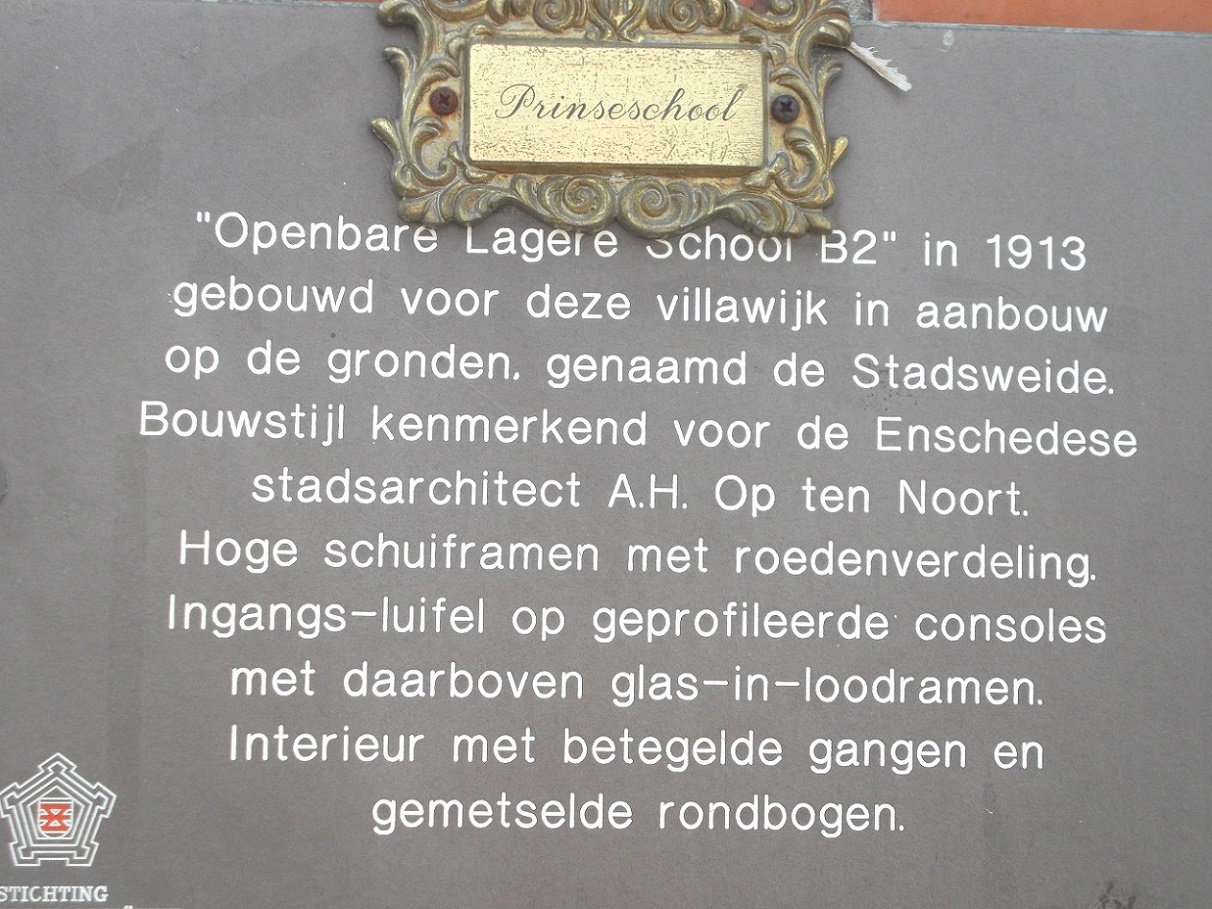 Prinseschool
"Openbare Lagere School B2" in 1913
gebouwd voor deze villawijk in aanbouw
op de gronden, genaamd de Stadsweide.
Bouwstijl kenmerkend voor de Enschedese
stadsarchitect A.H. Op ten Noort.
Hoge schuiframen met roedenverdeling.
Ingangs-luifel op geprofileerde consoles
met daarboven glas-in-loodramen.
Interieur met betegelde gangen en
gemetselde rondbogen.
STICHTING